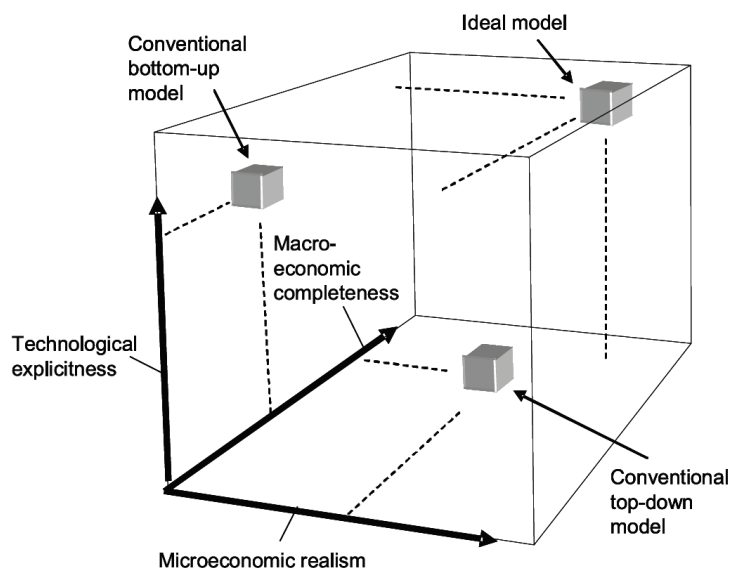 Ideal model
Conventional
bottom-up
model
Macro-
economic
completeness
Technological
explicitness
Conventional
top-down
model
Microeconomic realism